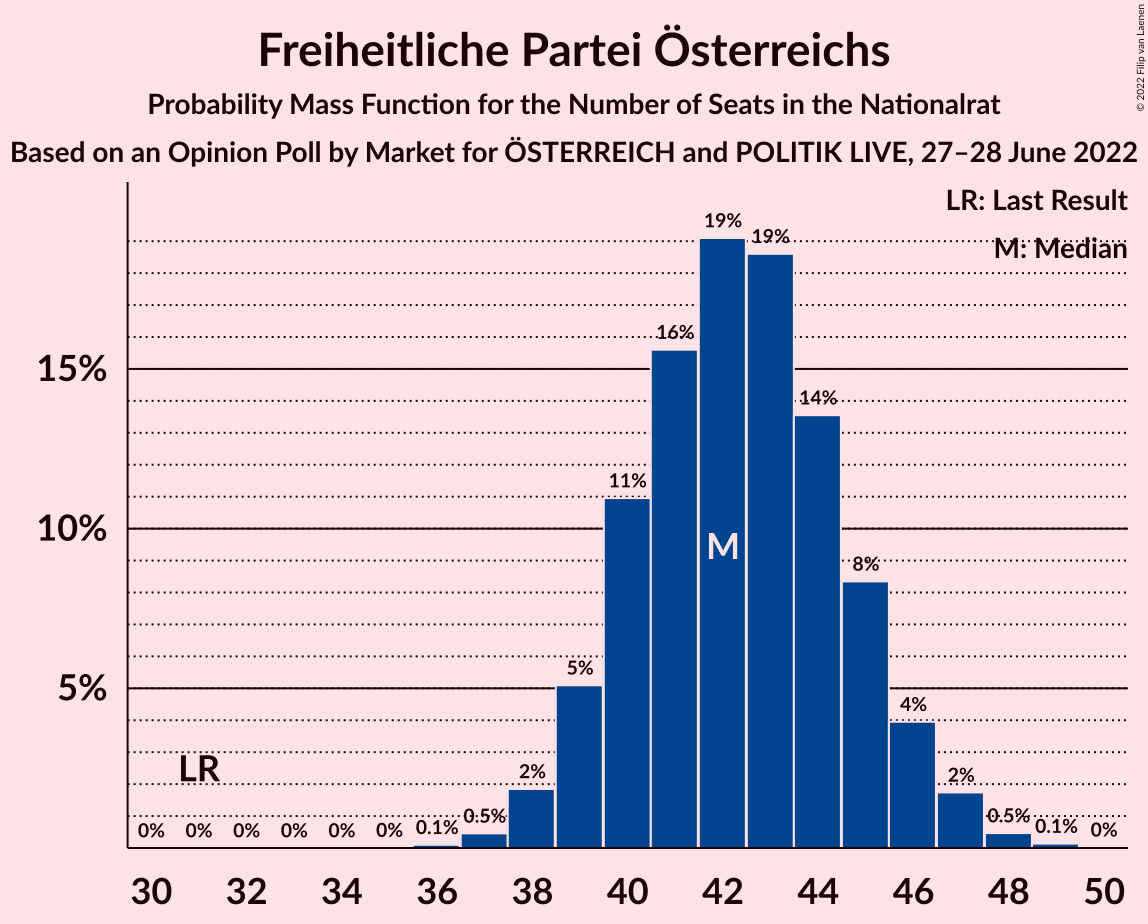 Freiheitliche Partei Österreichs
Probability Mass Function for the Number of Seats in the Nationalrat
Based on an Opinion Poll by Market for ÖSTERREICH and POLITIK LIVE, 27–28 June 2022
© 2022 Filip van Laenen
LR: Last Result
M: Median
19%
19%
16%
15%
14%
11%
10%
M
8%
5%
5%
4%
LR
2%
2%
0% 0% 0% 0% 0% 0% 0.1% 0.5% 0.5% 0.1% 0%
30 32 34 36 38 40 42 44 46 48 50